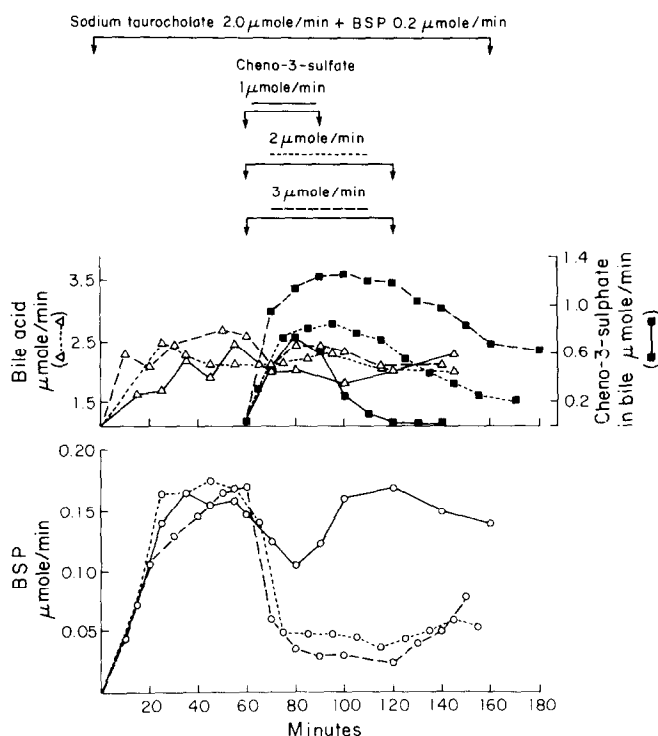 Sodium taurocholate 2.0 μmole/min + BSP 0.2 μmole/min
Cheno-3-sulfate
1 μmole/min
2 μmole/min
3 μmole/min
Bile acid
μmole/min
(Δ---Δ)
3.5
2.5
1.5
1.4
1.0
0.6
0.2
Cheno-3-sulphate
in bile μmole/min
(■—■)
BSP
μmole/min
0.20
0.15
0.10
0.05
20 40 60 80 100 120 140 160 180
Minutes